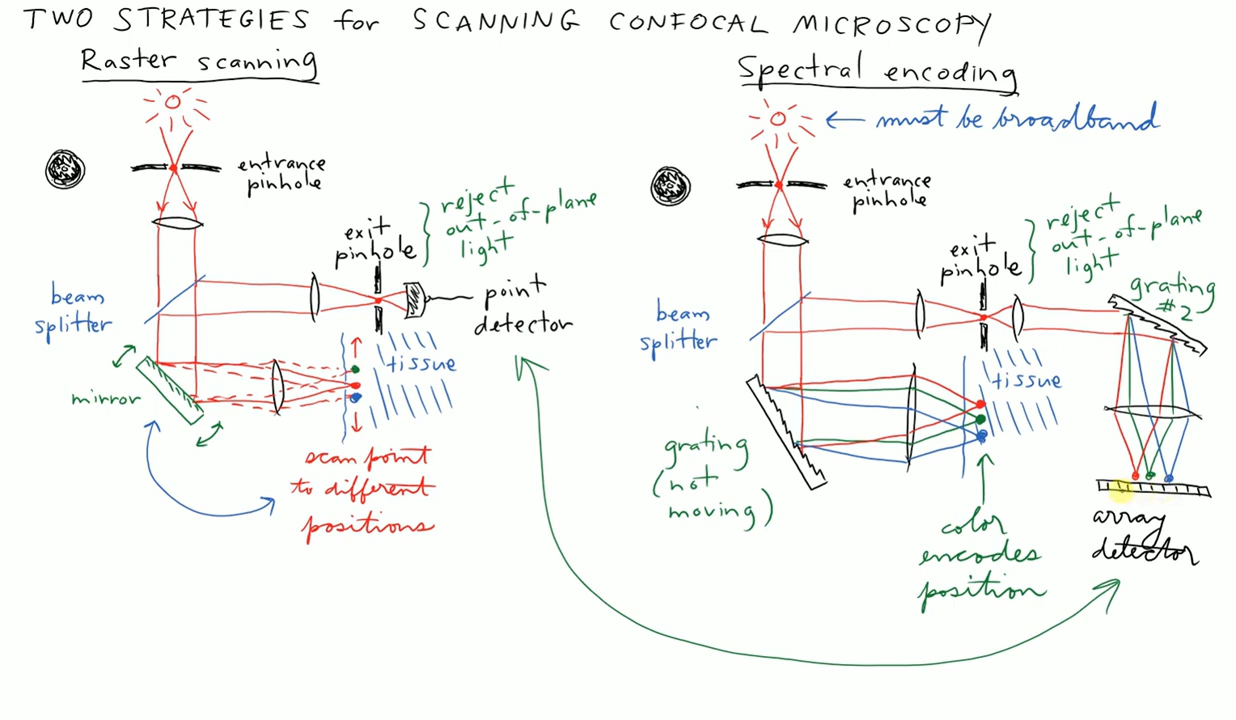 TWO STRATEGIES for SCANNING CONFOCAL MICROSCOPY
Raster scanning
entrance
pinhole
exit
pinhole
reject
out-of-plane
light
beam
splitter
point
detector
tissue
mirror
scan point
to different
positions
Spectral encoding
must be broadband
entrance
pinhole
exit
pinhole
reject
out-of-plane
light
grating
#2
beam
splitter
tissue
grating
(not
moving)
color
encodes
position
array
detector